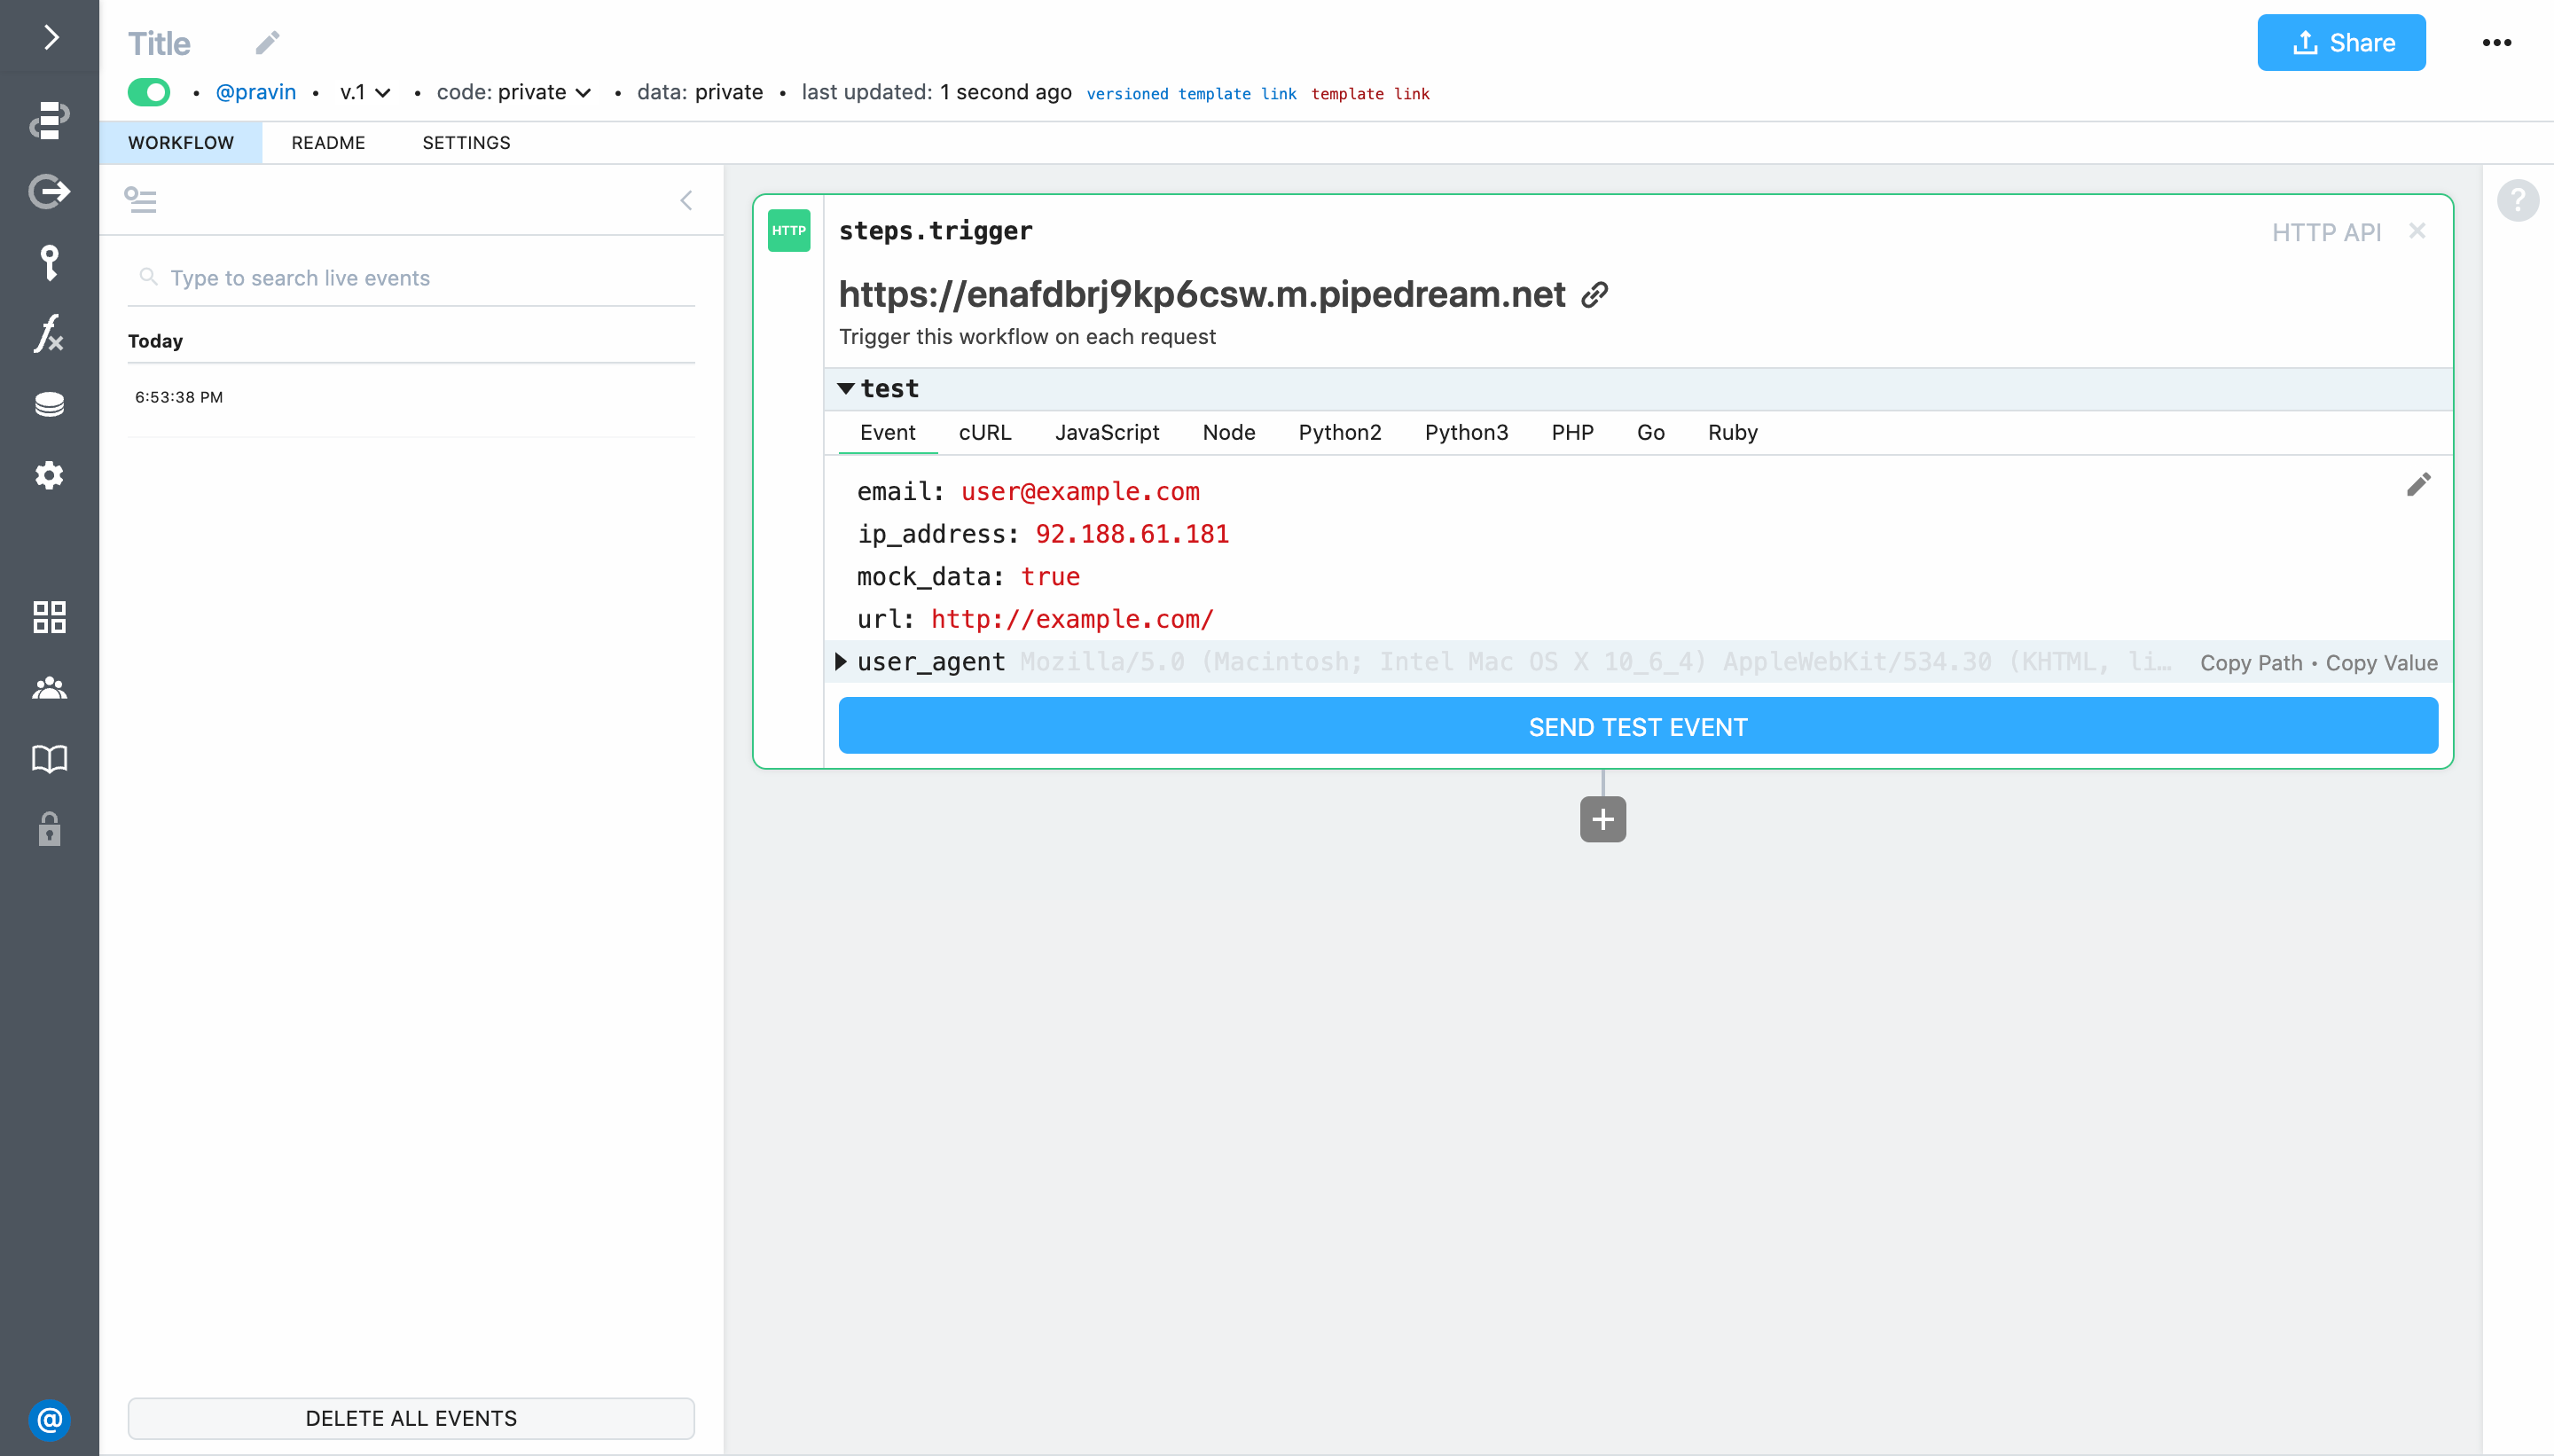 Title
Share
• @pravin • v.1 • code: private • data: private • last updated: 1 second ago versioned template link template link
WORKFLOW README SETTINGS
Type to search live events
Today
6:53:38 PM
DELETE ALL EVENTS
@
HTTP
steps.trigger
HTTP API
https://enafdbrj9kp6csw.m.pipedream.net
Trigger this workflow on each request
test
Event cURL JavaScript Node Python2 Python3 PHP Go Ruby
email: user@example.com
ip_address: 92.188.61.181
mock_data: true
url: http://example.com/
user_agent Mozilla/5.0 (Macintosh; Intel Mac OS X 10_6_4) AppleWebKit/534.30 (KHTML, li… Copy Path • Copy Value
SEND TEST EVENT
?